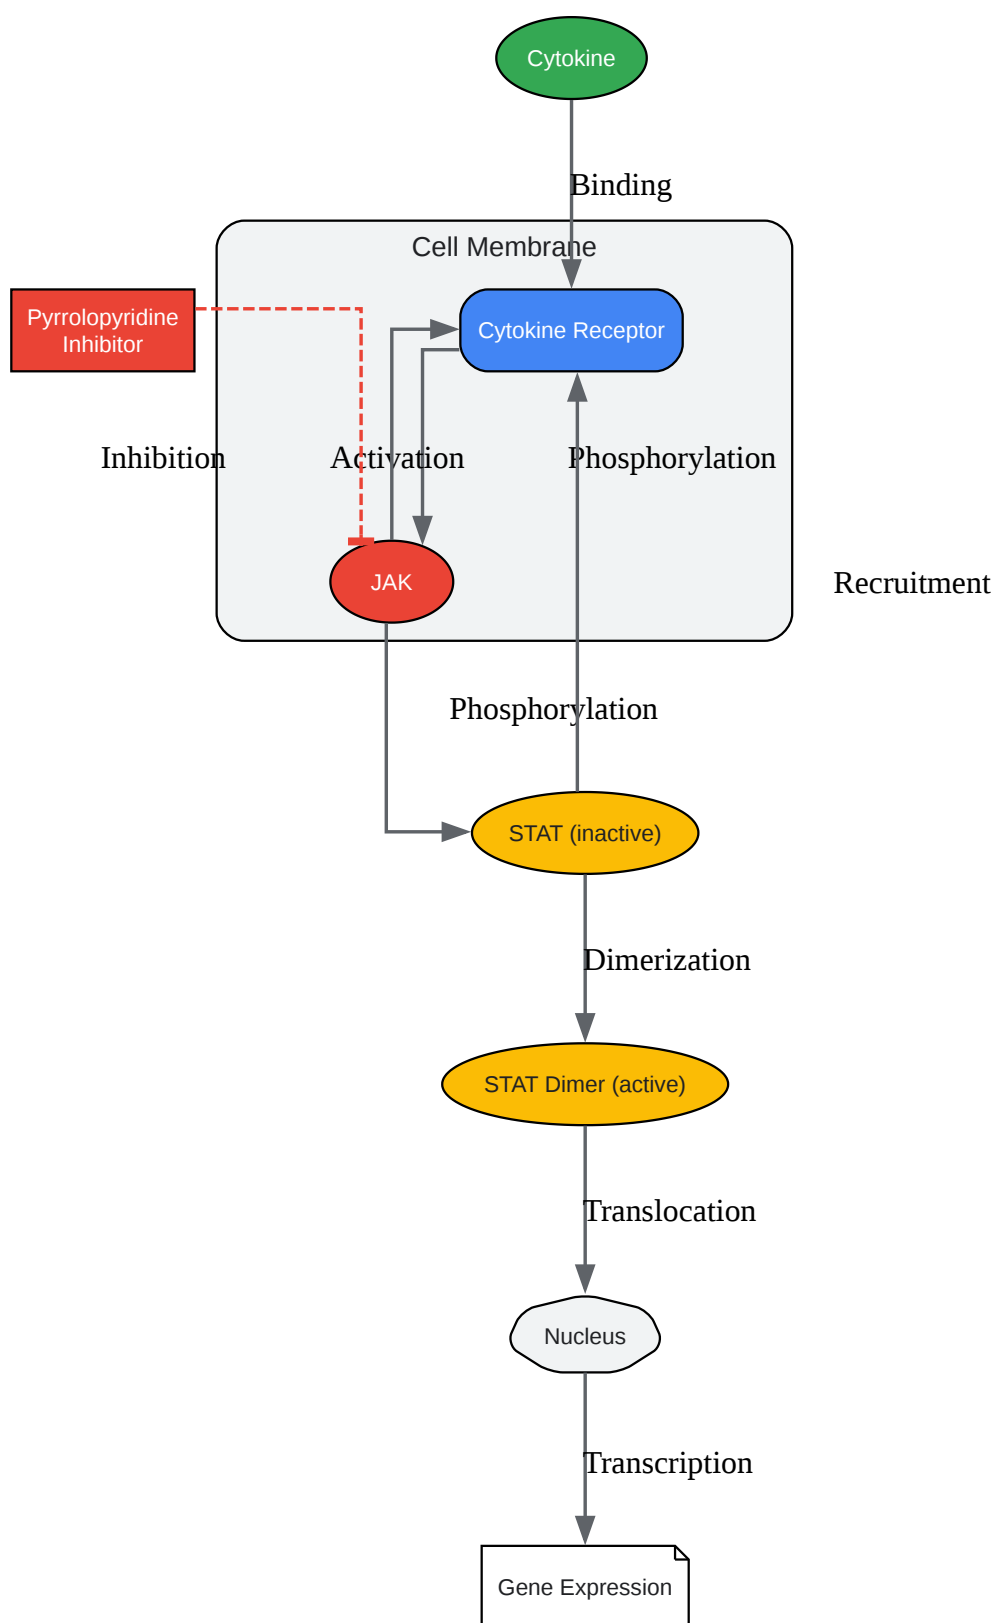 Cytokine
Binding
Cell Membrane
Pyrrolopyridine
Inhibitor
Cytokine Receptor
Inhibition
Activation
Phosphorylation
JAK
Recruitment
Phosphorylation
STAT (inactive)
Dimerization
STAT Dimer (active)
Translocation
Nucleus
Transcription
Gene Expression